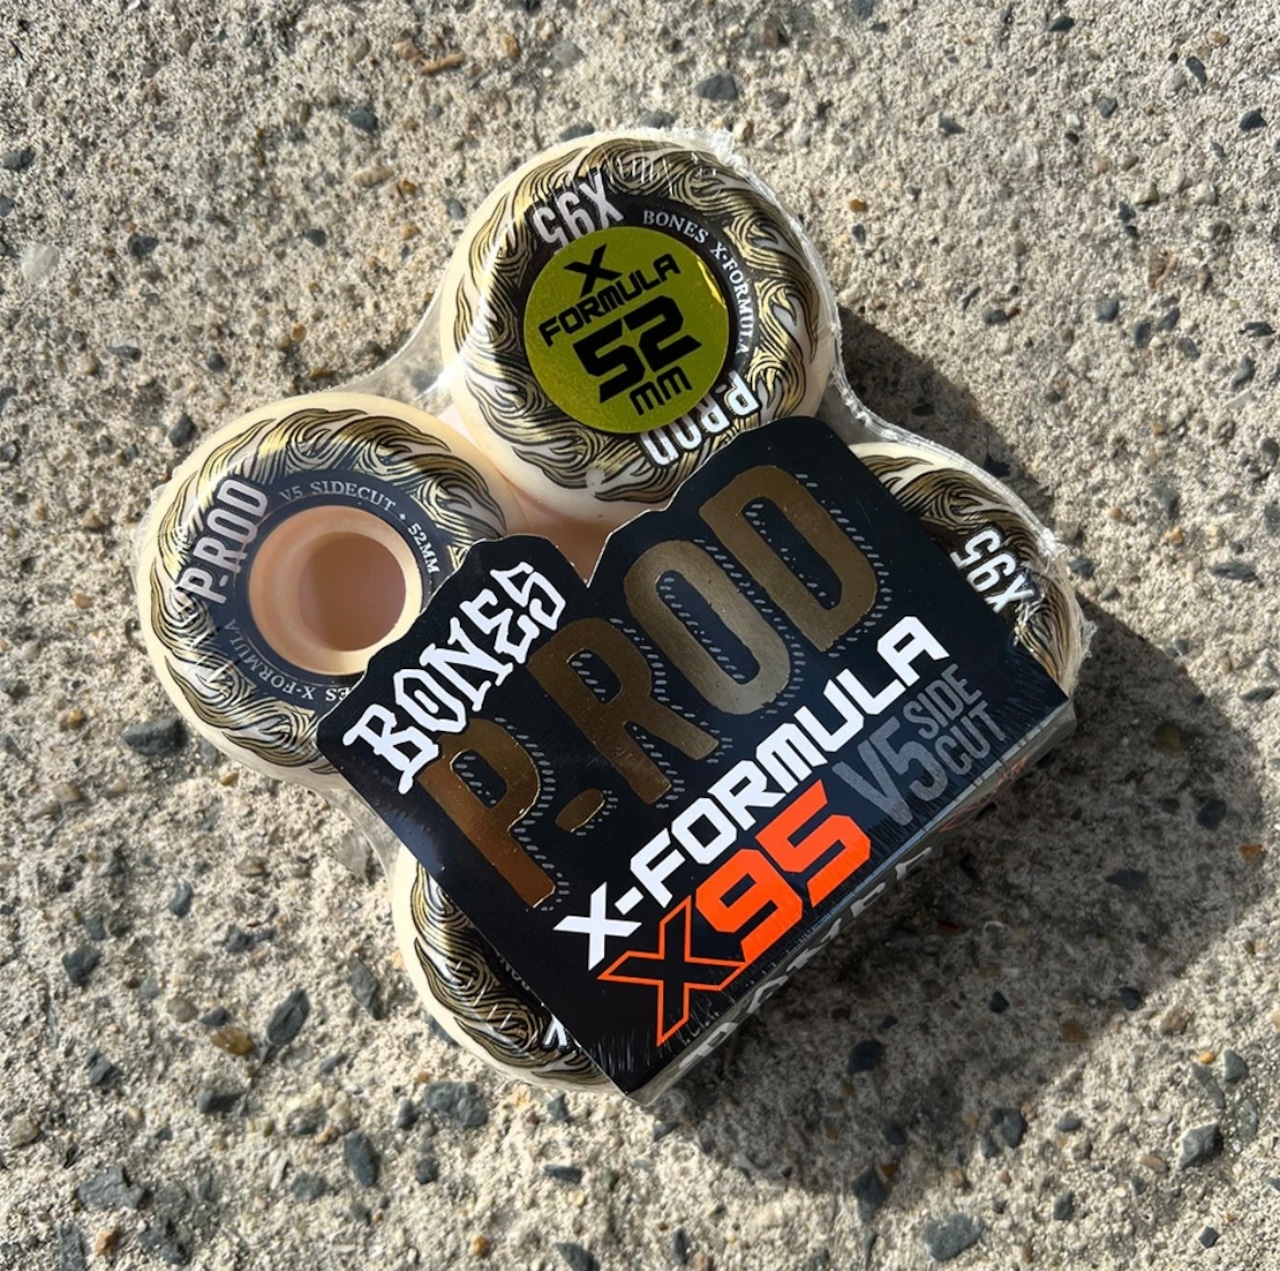 X95
BONES X-FORMULA
P-ROD
X
FORMULA
52
MM
P-ROD
V5 SIDECUT • 52MM
ES X-FORMULA
X95
BONES
P-ROD
X-FORMULA
X95
V5
SIDE
CUT